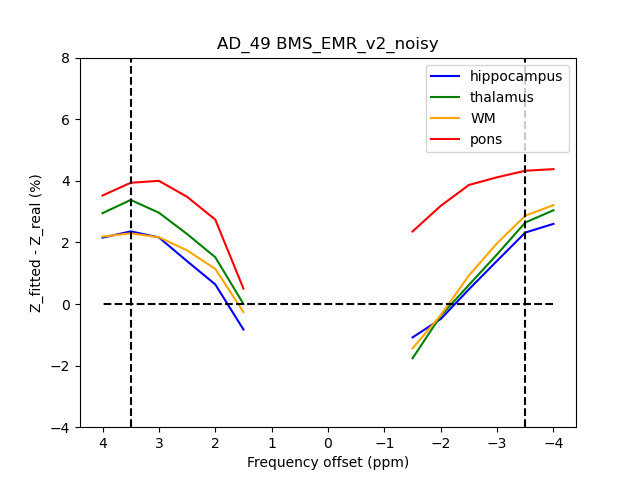 AD_49 BMS_EMR_v2_noisy
Z_fitted - Z_real (%)
8
6
4
2
0
−2
−4
hippocampus
thalamus
WM
pons
4 3 2 1 0 −1 −2 −3 −4
Frequency offset (ppm)